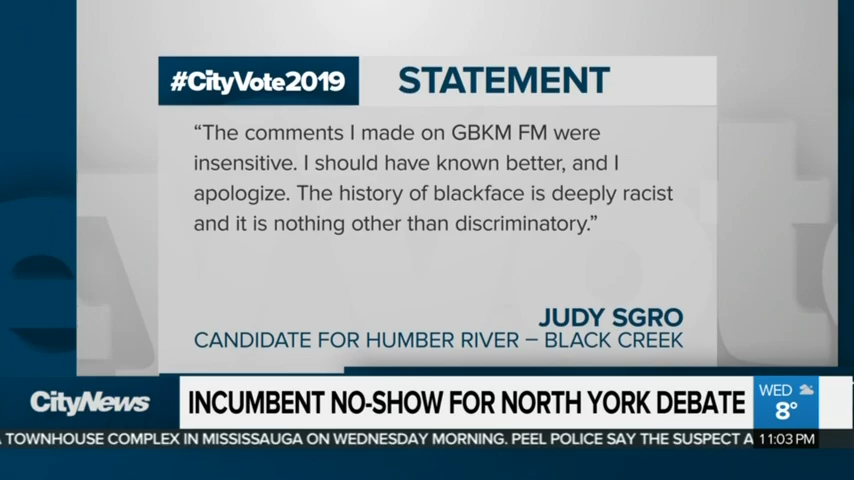 #CityVote2019
STATEMENT
“The comments I made on GBKM FM were
insensitive. I should have known better, and I
apologize. The history of blackface is deeply racist
and it is nothing other than discriminatory.”
JUDY SGRO
CANDIDATE FOR HUMBER RIVER – BLACK CREEK
CityNews
INCUMBENT NO-SHOW FOR NORTH YORK DEBATE
WED
8°
TOWNHOUSE COMPLEX IN MISSISSAUGA ON WEDNESDAY MORNING. PEEL POLICE SAY THE SUSPECT A
11:03 PM